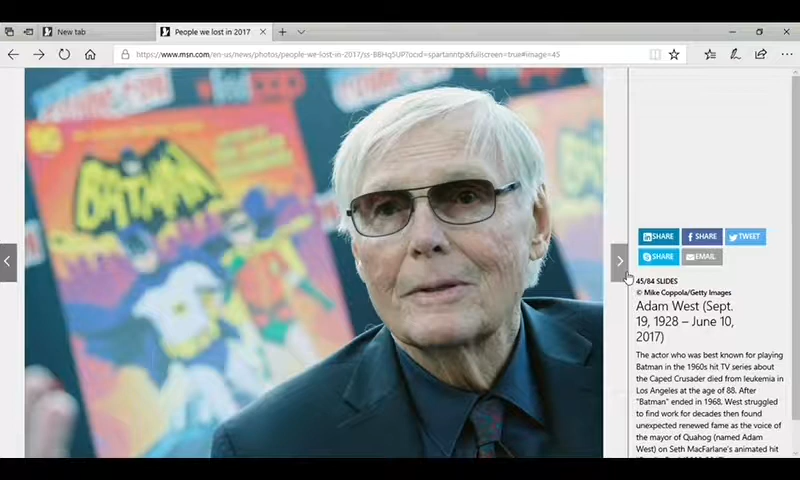 New tab
People we lost in 2017
https://www.msn.com/en-us/news/photos/people-we-lost-in-2017/ss-BBHq5UP?ocid=spartanntp&fullscreen=true#image=45
BATMAN
in SHARE
f SHARE
TWEET
SHARE
EMAIL
45/84 SLIDES
© Mike Coppola/Getty Images
Adam West (Sept.
19, 1928 – June 10,
2017)
The actor who was best known for playing
Batman in the 1960s hit TV series about
the Caped Crusader died from leukemia in
Los Angeles at the age of 88. After
"Batman" ended in 1968, West struggled
to find work for decades then found
unexpected renewed fame as the voice of
the mayor of Quahog (named Adam
West) on Seth MacFarlane's animated hit